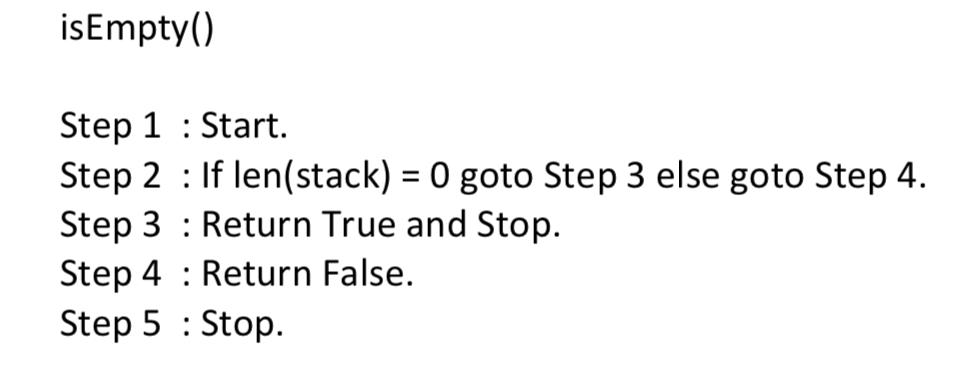 isEmpty()
Step 1 : Start.
Step 2 : If len(stack) = 0 goto Step 3 else goto Step 4.
Step 3 : Return True and Stop.
Step 4 : Return False.
Step 5 : Stop.